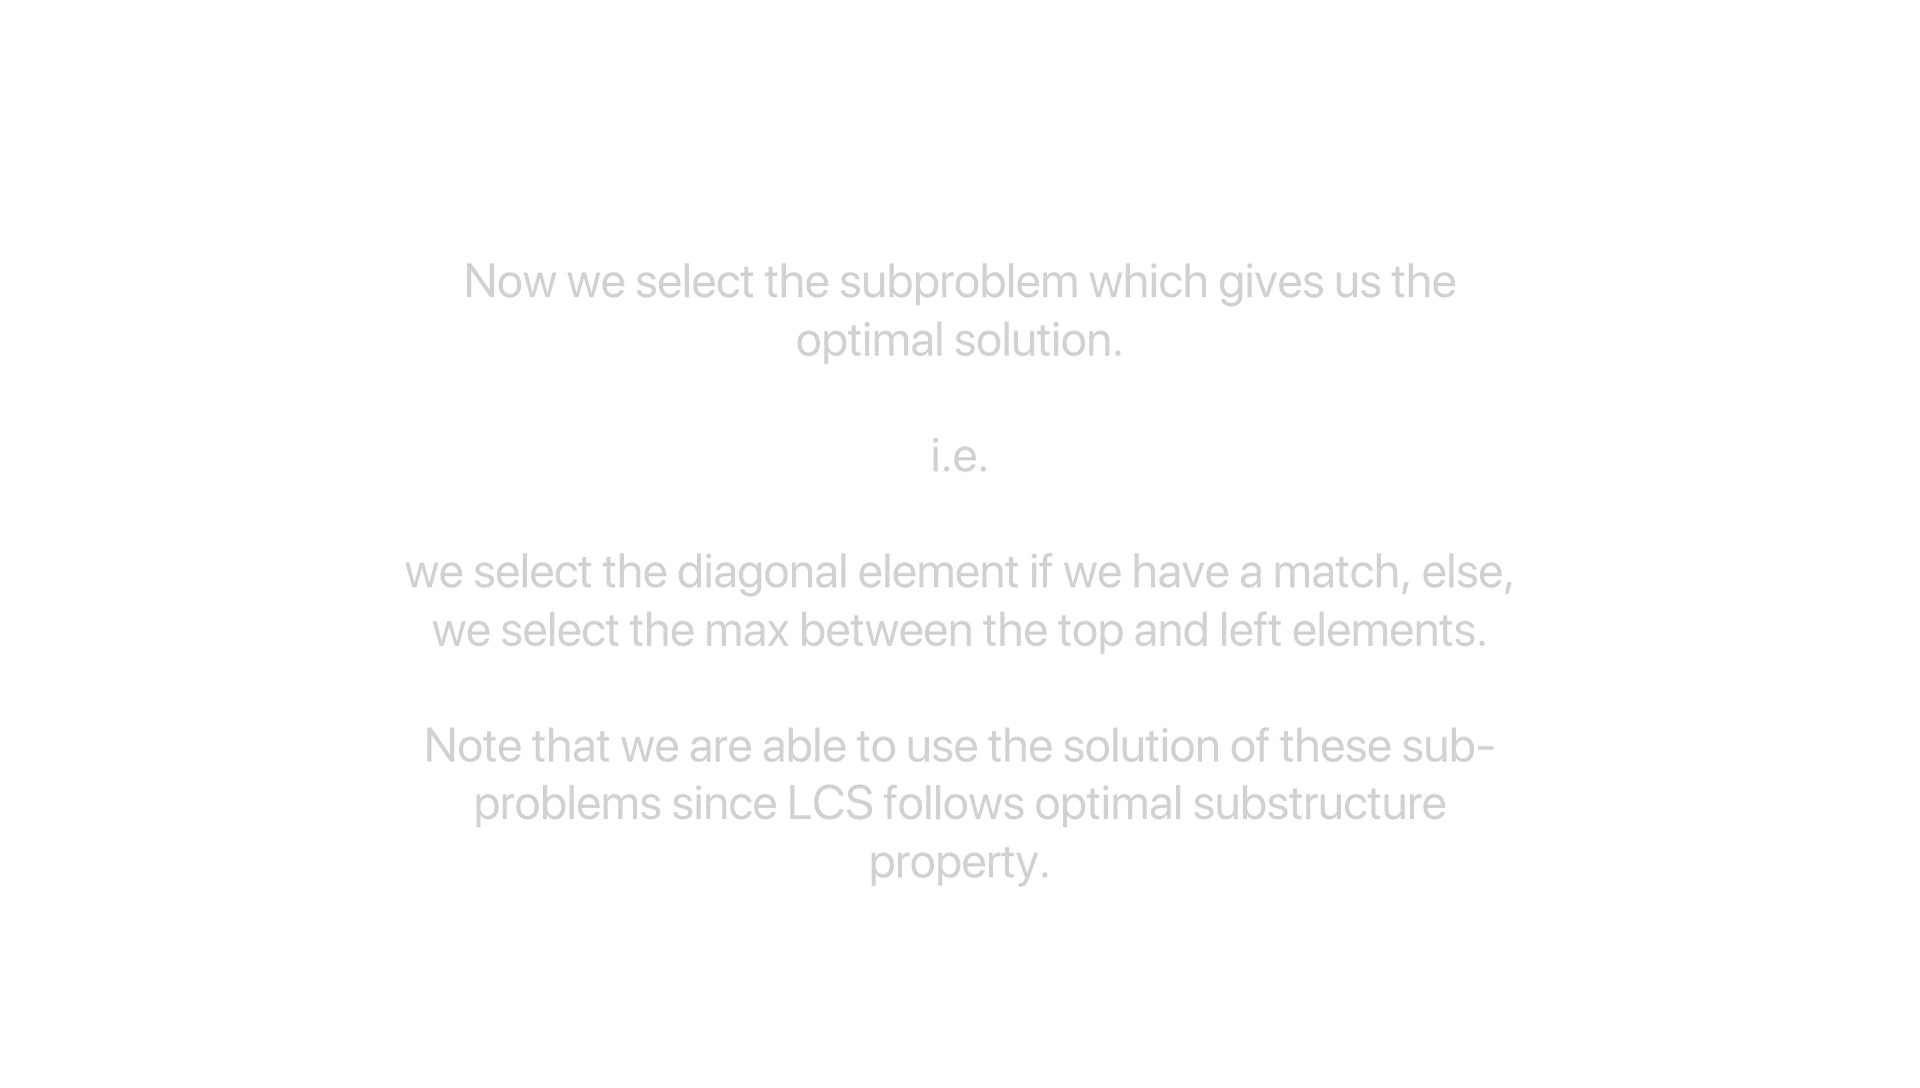 Now we select the subproblem which gives us the
optimal solution.
i.e.
we select the diagonal element if we have a match, else,
we select the max between the top and left elements.
Note that we are able to use the solution of these sub-
problems since LCS follows optimal substructure
property.